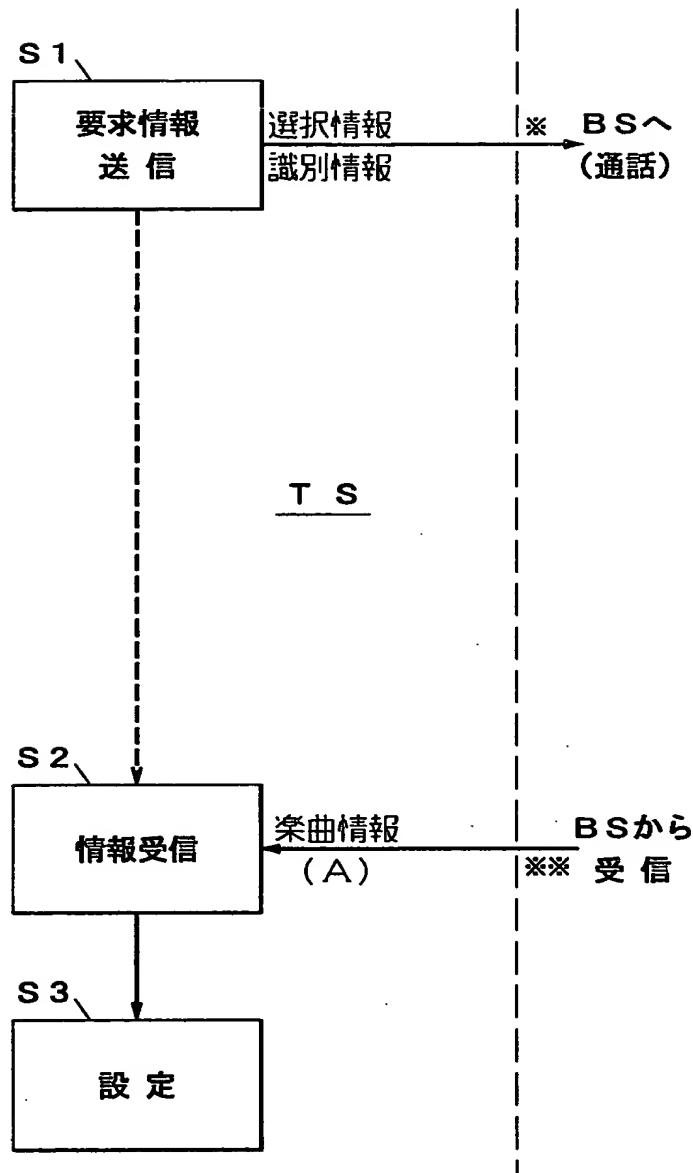 S1
要求情報
送信
選択情報
識別情報
※
BSへ
(通話)
TS
S2
情報受信
楽曲情報
(A)
※※
BSから
受信
S3
設定